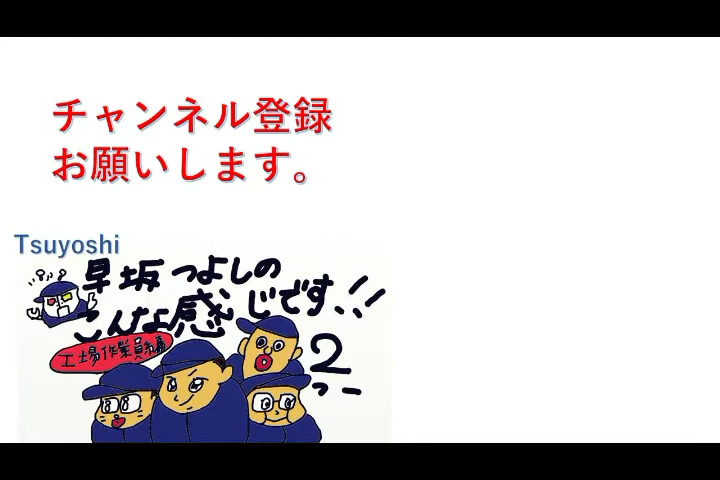 チャンネル登録
お願いします。
Tsuyoshi
早坂つよしの
こんな感じです!!
工場作業員編
2